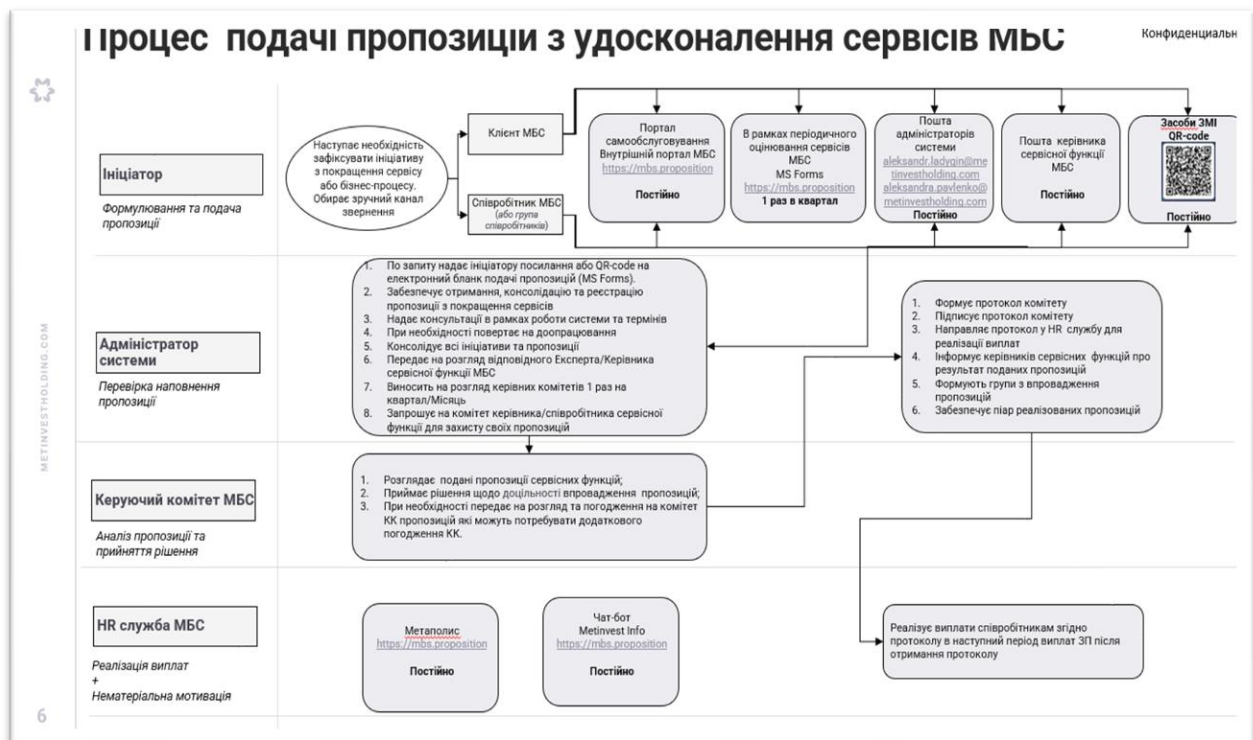 Процес подачі пропозицій з удосконалення сервісів МБС
Конфиденциальн
Ініціатор
Формулювання та подача
пропозиції
Наступає необхідність
зафіксувати ініціативу
з покращення сервісу
або бізнес-процесу.
Обирає зручний канал
звернення
Клієнт МБС
Співробітник МБС
(або група
співробітників)
Портал
самообслуговування
Внутрішній портал МБС
https://mbs.proposition
Постійно
В рамках періодичного
оцінювання сервісів
МБС
MS Forms
https://mbs.proposition
1 раз в квартал
Пошта
адміністраторів
системи
aleksandr.ladygin@me
tinvestholding.com
aleksandra.pavlenko@
metinvestholding.com
Постійно
Пошта керівника
сервісної функції
МБС
Постійно
Засоби ЗМІ
QR-code
Постійно
Адміністратор
системи
Перевірка наповнення
пропозиції
1. По запиту надає ініціатору посилання або QR-code на
електронний бланк подачі пропозицій (MS Forms).
2. Забезпечує отримання, консолідацію та реєстрацію
пропозиції з покращення сервісів
3. Надає консультації в рамках роботи системи та термінів
4. При необхідності повертає на доопрацювання
5. Консолідує всі ініціативи та пропозиції
6. Передає на розгляд відповідного Експерта/Керівника
сервісної функції МБС
7. Виносить на розгляд керівних комітетів 1 раз на
квартал/Місяць
8. Запрошує на комітет керівника/співробітника сервісної
функції для захисту своїх пропозицій
1. Формує протокол комітету
2. Підписує протокол комітету
3. Направляє протокол у HR службу для
реалізації виплат
4. Інформує керівників сервісних функцій про
результат поданих пропозицій
5. Формують групи з впровадження
пропозицій
6. Забезпечує піар реалізованих пропозицій
METINVESTHOLDING.COM
Керуючий комітет МБС
Аналіз пропозиції та
прийняття рішення
1. Розглядає подані пропозиції сервісних функцій;
2. Приймає рішення щодо доцільності впровадження пропозицій;
3. При необхідності передає на розгляд та погодження на комітет
КК пропозицій які можуть потребувати додаткового
погодження КК.
HR служба МБС
Реалізація виплат
+
Нематеріальна мотивація
Метаполис
https://mbs.proposition
Постійно
Чат-бот
Metinvest Info
https://mbs.proposition
Постійно
Реалізує виплати співробітникам згідно
протоколу в наступний період виплат ЗП після
отримання протоколу
6